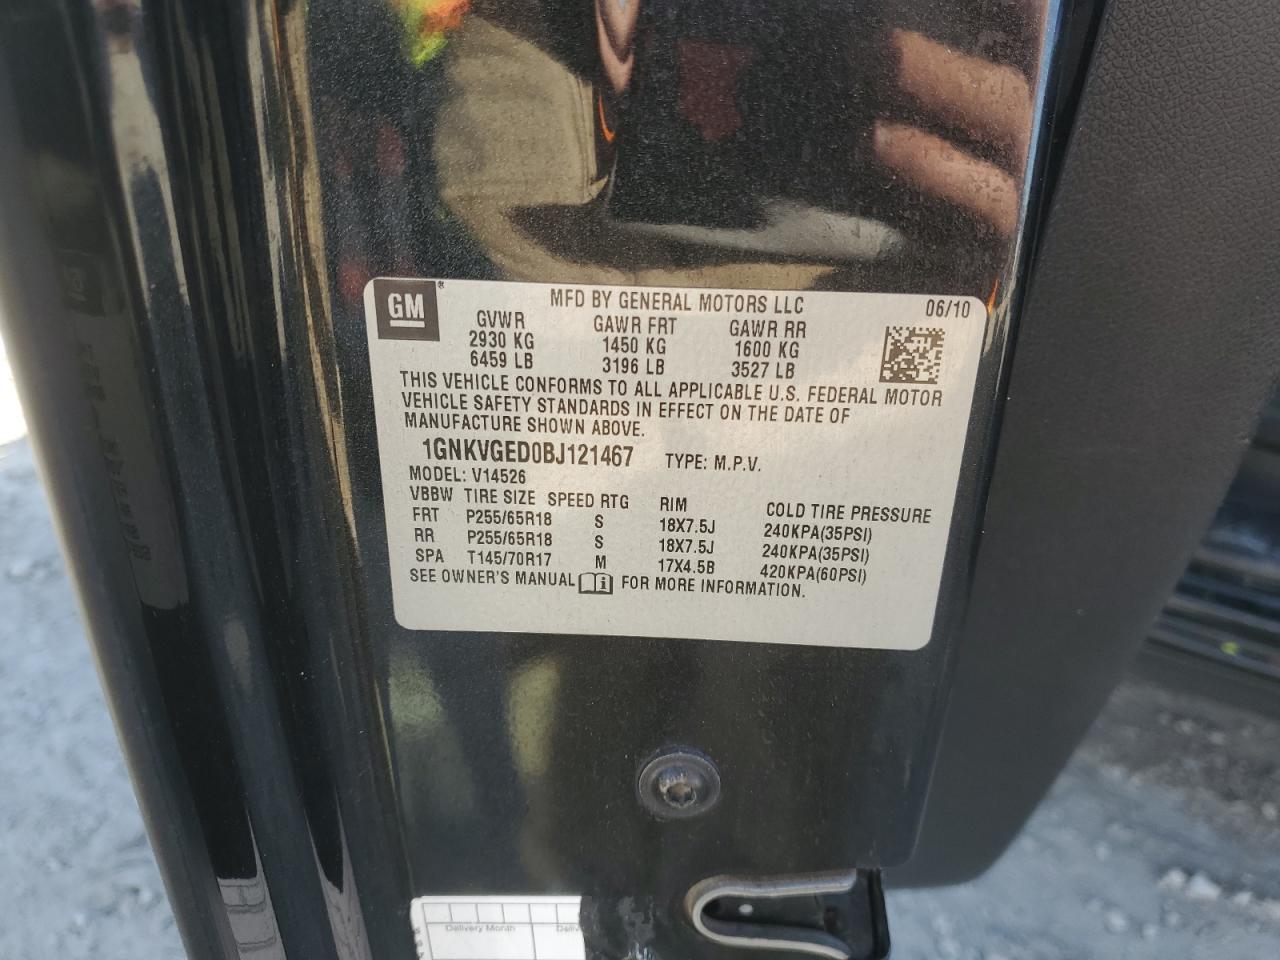 GM®
MFD BY GENERAL MOTORS LLC 06/10
GVWR GAWR FRT GAWR RR
2930 KG 1450 KG 1600 KG
6459 LB 3196 LB 3527 LB
THIS VEHICLE CONFORMS TO ALL APPLICABLE U.S. FEDERAL MOTOR
VEHICLE SAFETY STANDARDS IN EFFECT ON THE DATE OF
MANUFACTURE SHOWN ABOVE.
1GNKVGED0BJ121467 TYPE: M.P.V.
MODEL: V14526
VBBW TIRE SIZE SPEED RTG RIM COLD TIRE PRESSURE
FRT P255/65R18 S 18X7.5J 240KPA(35PSI)
RR P255/65R18 S 18X7.5J 240KPA(35PSI)
SPA T145/70R17 M 17X4.5B 420KPA(60PSI)
SEE OWNER'S MANUAL FOR MORE INFORMATION.
Delivery Month